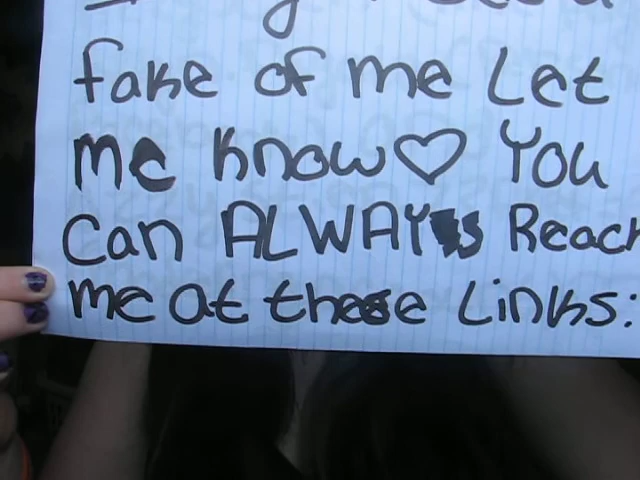 fake of me Let
me know♡ You
Can ALWAYs Reach
me at these Links: